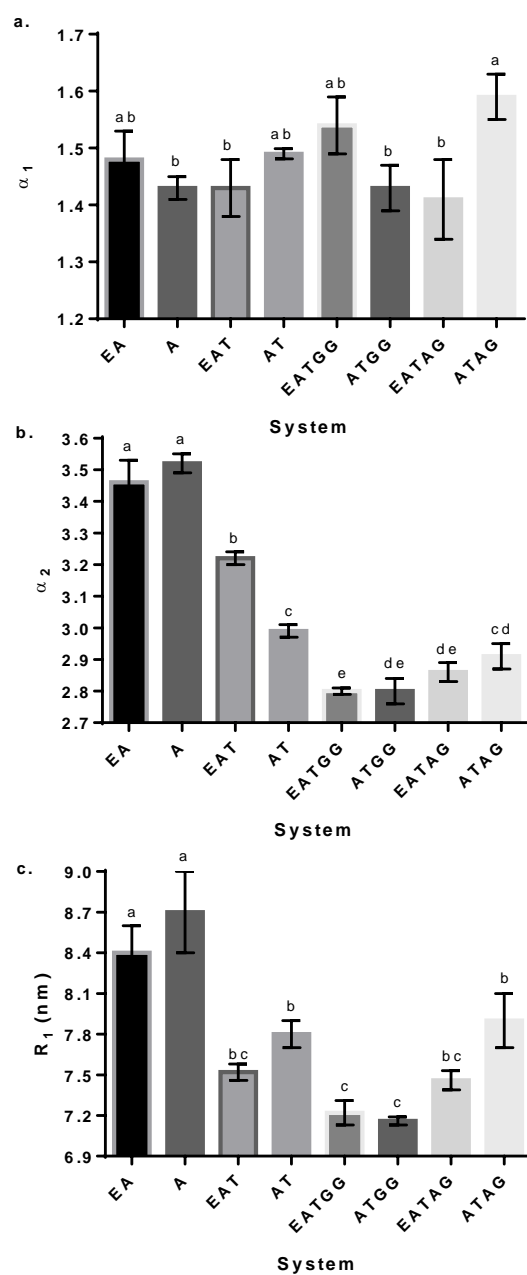 a.
1.7
1.6
1.5
1.4
1.3
1.2
α 1
a b
b
b
a b
a b
b
b
a
EA
A
EAT
AT
EATGG
ATGG
EATAG
ATAG
System
b.
3.6
3.5
3.4
3.3
3.2
3.1
3.0
2.9
2.8
2.7
α 2
a
a
b
c
e
d e
d e
c d
EA
A
EAT
AT
EATGG
ATGG
EATAG
ATAG
System
c.
9.0
8.7
8.4
8.1
7.8
7.5
7.2
6.9
R 1 (nm)
a
a
b c
b
c
c
b c
b
EA
A
EAT
AT
EATGG
ATGG
EATAG
ATAG
System